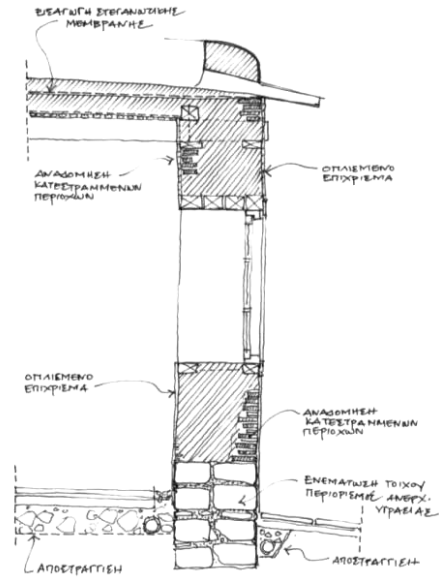 ΕΙΣΑΓΩΓΗ ΣΤΕΓΑΝΩΤΙΚΗΣ
ΜΕΜΒΡΑΝΗΣ
ΑΝΑΔΟΜΗΣΗ
ΚΑΤΕΣΤΡΑΜΜΕΝΩΝ
ΠΕΡΙΟΧΩΝ
ΟΠΛΙΣΜΕΝΟ
ΕΠΙΧΡΙΣΜΑ
ΟΠΛΙΣΜΕΝΟ
ΕΠΙΧΡΙΣΜΑ
ΑΝΑΔΟΜΗΣΗ
ΚΑΤΕΣΤΡΑΜΜΕΝΩΝ
ΠΕΡΙΟΧΩΝ
ΕΝΕΜΑΤΩΣΗ ΤΟΙΧΟΥ
ΠΕΡΙΟΡΙΣΜΟΣ ΑΝΕΡΧ.
ΥΓΡΑΣΙΑΣ
ΑΠΟΣΤΡΑΓΓΙΣΗ
ΑΠΟΣΤΡΑΓΓΙΣΗ